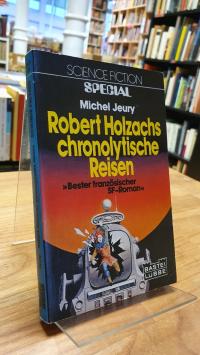 SCIENCE FICTION
SPECIAL
Michel Jeury
Robert Holzachs
chronolytische
Reisen
»Bester französischer
SF-Roman«
BASTEI
LÜBBE